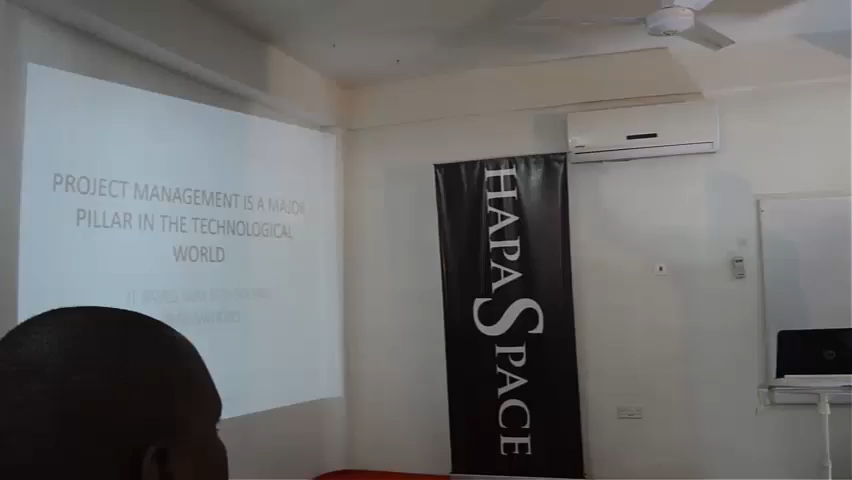 PROJECT MANAGEMENT IS A MAJOR
PILLAR IN THE TECHNOLOGICAL
WORLD
HAPA SPACE